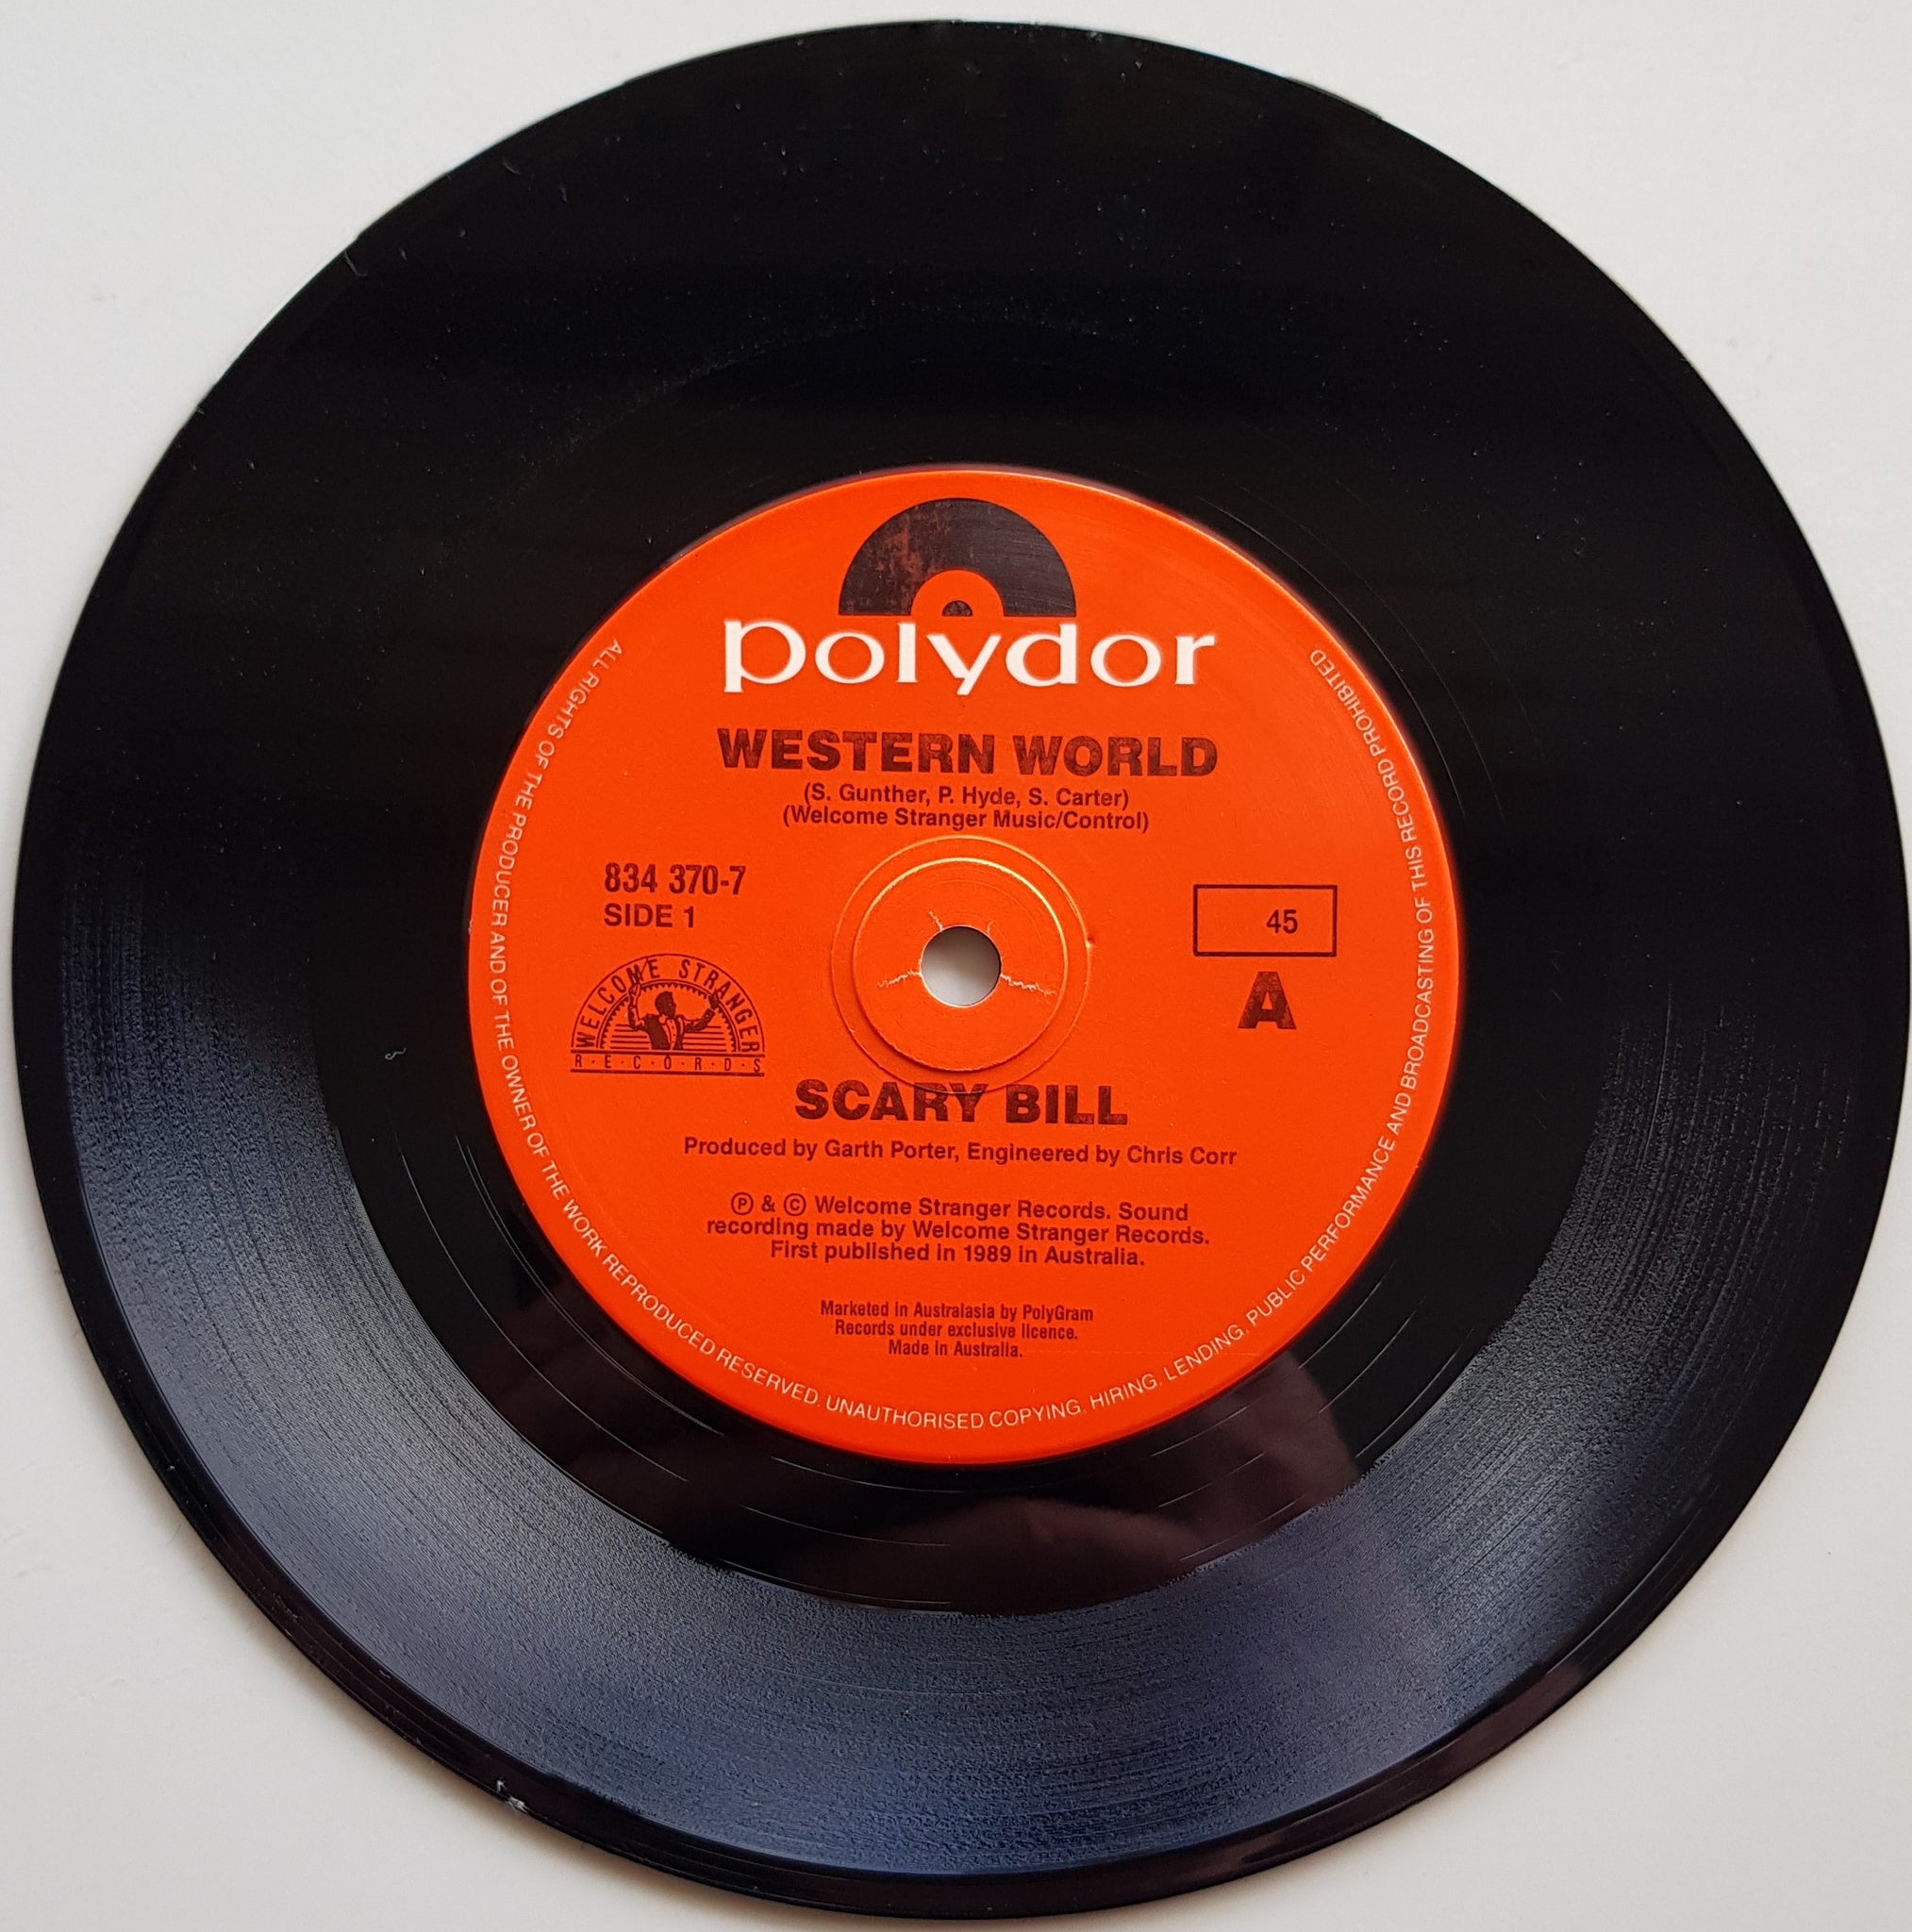 polydor
WESTERN WORLD
(S. Gunther, P. Hyde, S. Carter)
(Welcome Stranger Music/Control)
834 370-7
SIDE 1
45
A
WELCOME STRANGER
R·E·C·O·R·D·S
SCARY BILL
Produced by Garth Porter, Engineered by Chris Corr
Ⓟ & © Welcome Stranger Records. Sound
recording made by Welcome Stranger Records.
First published in 1989 in Australia.
Marketed in Australasia by PolyGram
Records under exclusive licence.
Made in Australia.
ALL RIGHTS OF THE PRODUCER AND OF THE OWNER OF THE WORK REPRODUCED RESERVED. UNAUTHORISED COPYING. HIRING. LENDING. PUBLIC PERFORMANCE AND BROADCASTING OF THIS RECORD PROHIBITED